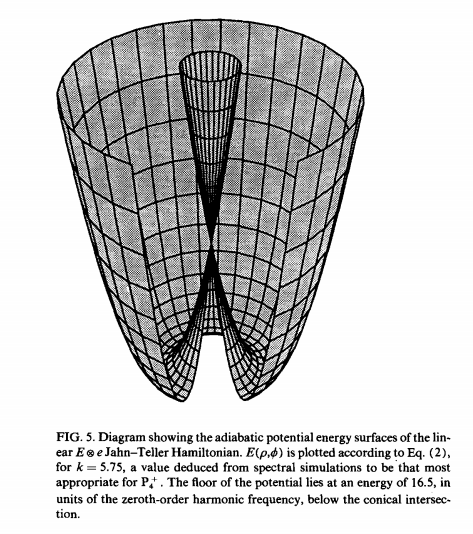 FIG. 5. Diagram showing the adiabatic potential energy surfaces of the lin-
ear E ⊗ e Jahn–Teller Hamiltonian. E(ρ,ϕ) is plotted according to Eq. (2),
for k = 5.75, a value deduced from spectral simulations to be that most
appropriate for P₄⁺. The floor of the potential lies at an energy of 16.5, in
units of the zeroth-order harmonic frequency, below the conical intersec-
tion.